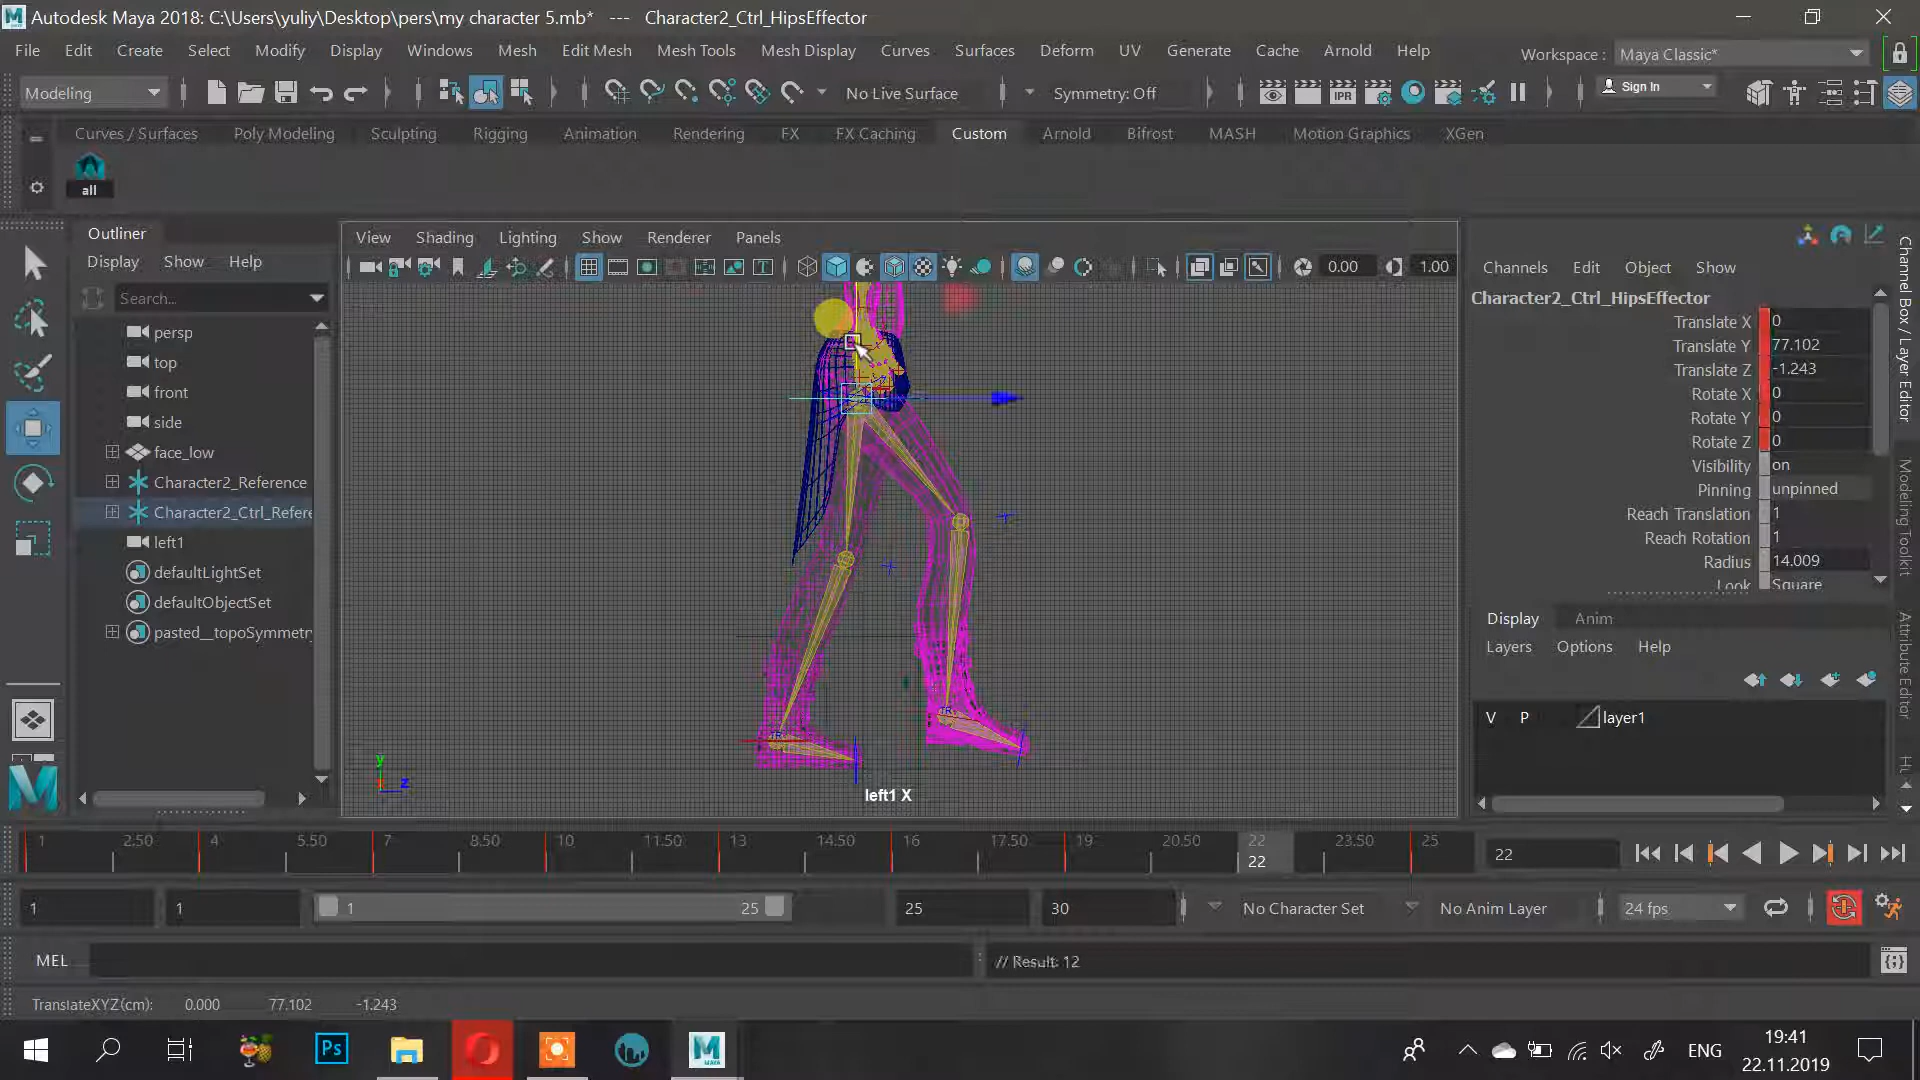 Autodesk Maya 2018: C:\Users\yuliy\Desktop\pers\my character 5.mb* --- Character2_Ctrl_HipsEffector
File Edit Create Select Modify Display Windows Mesh Edit Mesh Mesh Tools Mesh Display Curves Surfaces Deform UV Generate Cache Arnold Help Workspace : Maya Classic*
Modeling No Live Surface Symmetry: Off IPR Sign In
Curves / Surfaces Poly Modeling Sculpting Rigging Animation Rendering FX FX Caching Custom Arnold Bifrost MASH Motion Graphics XGen
all
Outliner
Display Show Help
Search...
persp
top
front
side
face_low
Character2_Reference
Character2_Ctrl_Refere
left1
defaultLightSet
defaultObjectSet
pasted__topoSymmetry
View Shading Lighting Show Renderer Panels
0.00 1.00
y
z
left1 X
Channels Edit Object Show
Character2_Ctrl_HipsEffector
Translate X 0
Translate Y 77.102
Translate Z -1.243
Rotate X 0
Rotate Y 0
Rotate Z 0
Visibility on
Pinning unpinned
Reach Translation 1
Reach Rotation 1
Radius 14.009
Look Square
Display Anim
Layers Options Help
V P layer1
Channel Box / Layer Editor
Modeling Toolkit
Attribute Editor
1 2.50 4 5.50 7 8.50 10 11.50 13 14.50 16 17.50 19 20.50 22 23.50 25
22
22
1 1 1 25 25 30 No Character Set No Anim Layer 24 fps
MEL // Result: 12
TranslateXYZ(cm): 0.000 77.102 -1.243
Ps
M
MAYA
ENG
19:41
22.11.2019